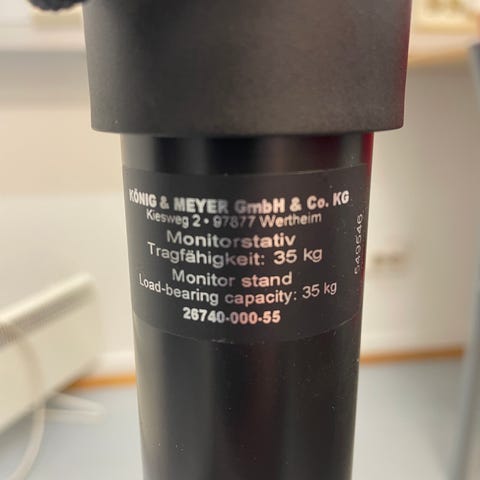 KÖNIG & MEYER GmbH & Co. KG
Kiesweg 2 • 97877 Wertheim
Monitorstativ
Tragfähigkeit: 35 kg
Monitor stand
Load-bearing capacity: 35 kg
26740-000-55
549546